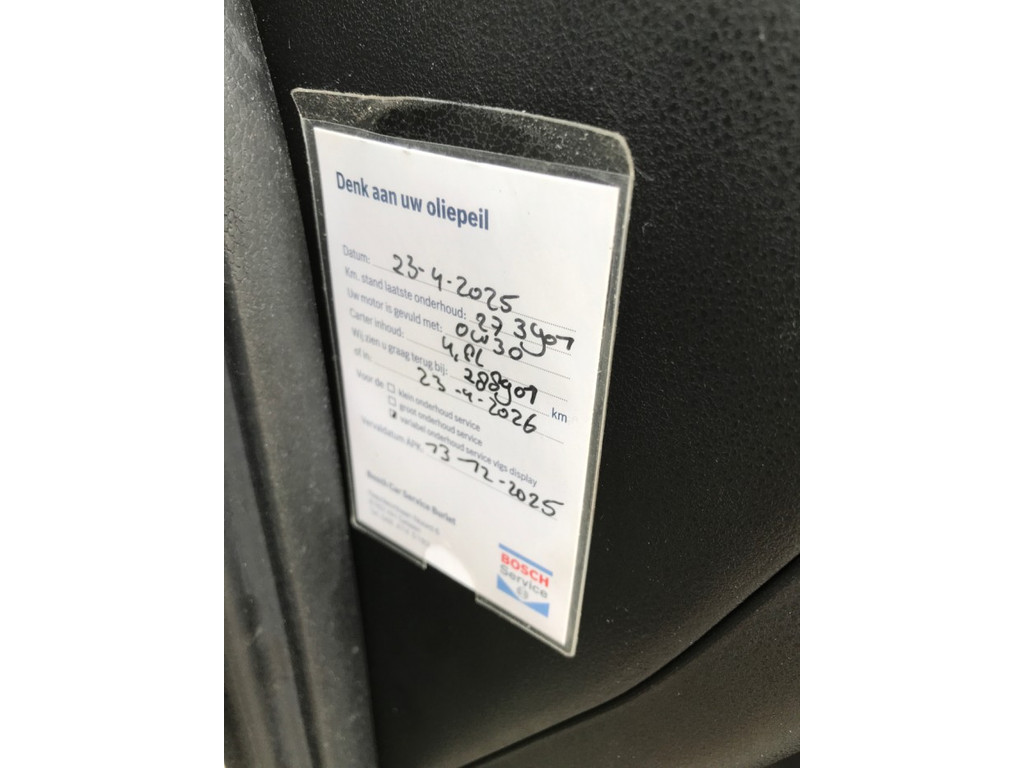 Denk aan uw oliepeil
Datum: 23-4-2025
Km. stand laatste onderhoud: 273901
Uw motor is gevuld met: 0W30
Carter inhoud: 4,8L
Wij zien u graag terug bij: 288901 km
of in: 23-4-2026
Voor de klein onderhoud service
groot onderhoud service
variabel onderhoud service vlgs display
Vervaldatum APK: 13-12-2025
Bosch Car Service
BOSCH
Service